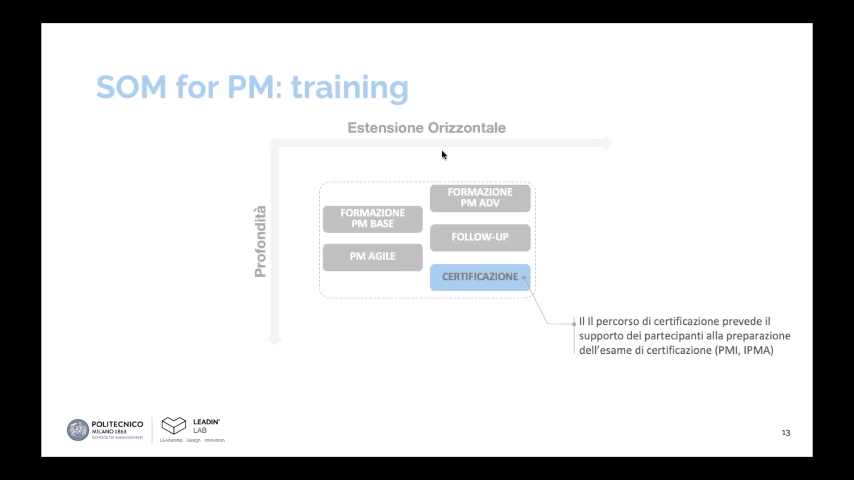 SOM for PM: training
Estensione Orizzontale
Profondità
FORMAZIONE
PM BASE
PM AGILE
FORMAZIONE
PM ADV
FOLLOW-UP
CERTIFICAZIONE
Il Il percorso di certificazione prevede il
supporto dei partecipanti alla preparazione
dell'esame di certificazione (PMI, IPMA)
POLITECNICO
MILANO 1863
SCHOOL OF MANAGEMENT
LEADIN'
LAB
LEadership Design Innovation
13